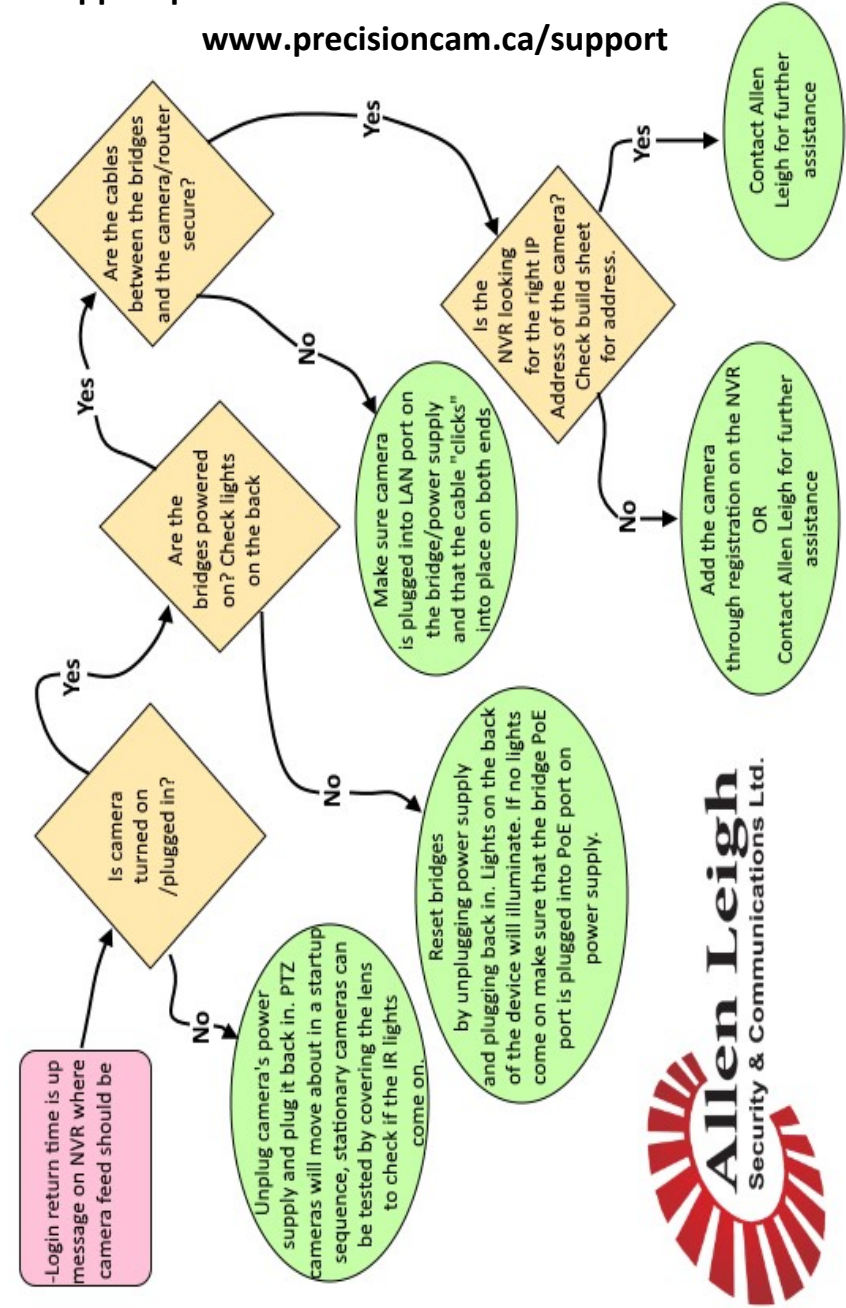 www.precisioncam.ca/support
-Login return time is up
message on NVR where
camera feed should be
Is camera
turned on
/plugged in?
No
Unplug camera's power
supply and plug it back in. PTZ
cameras will move about in a startup
sequence, stationary cameras can
be tested by covering the lens
to check if the IR lights
come on.
Yes
Are the
bridges powered
on? Check lights
on the back
No
Reset bridges
by unplugging power supply
and plugging back in. Lights on the back
of the device will illuminate. If no lights
come on make sure that the bridge PoE
port is plugged into PoE port on
power supply.
Yes
Are the cables
between the bridges
and the camera/router
secure?
No
Make sure camera
is plugged into LAN port on
the bridge/power supply
and that the cable "clicks"
into place on both ends
Yes
Is the
NVR looking
for the right IP
Address of the camera?
Check build sheet
for address.
No
Add the camera
through registration on the NVR
OR
Contact Allen Leigh for further
assistance
Yes
Contact Allen
Leigh for further
assistance
Allen Leigh
Security & Communications Ltd.